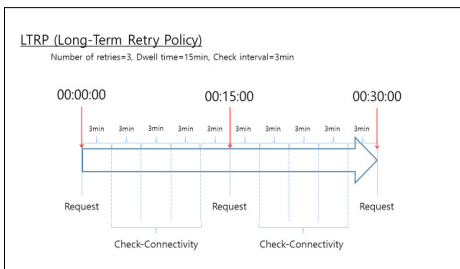 LTRP (Long-Term Retry Policy)
Number of retries=3, Dwell time=15min, Check interval=3min
00:00:00 00:15:00 00:30:00
3min 3min 3min 3min 3min 3min 3min 3min 3min 3min
Request Request Request
Check-Connectivity Check-Connectivity